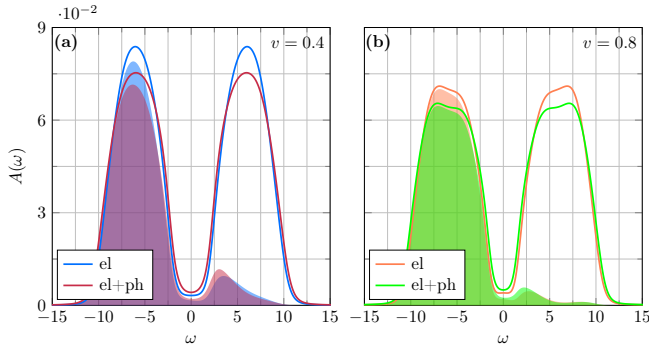 ·10⁻²
(a)
v = 0.4
(b)
v = 0.8
9
6
3
0
A(ω)
el
el+ph
el
el+ph
−15 −10 −5 0 5 10 15
−15 −10 −5 0 5 10 15
ω
ω